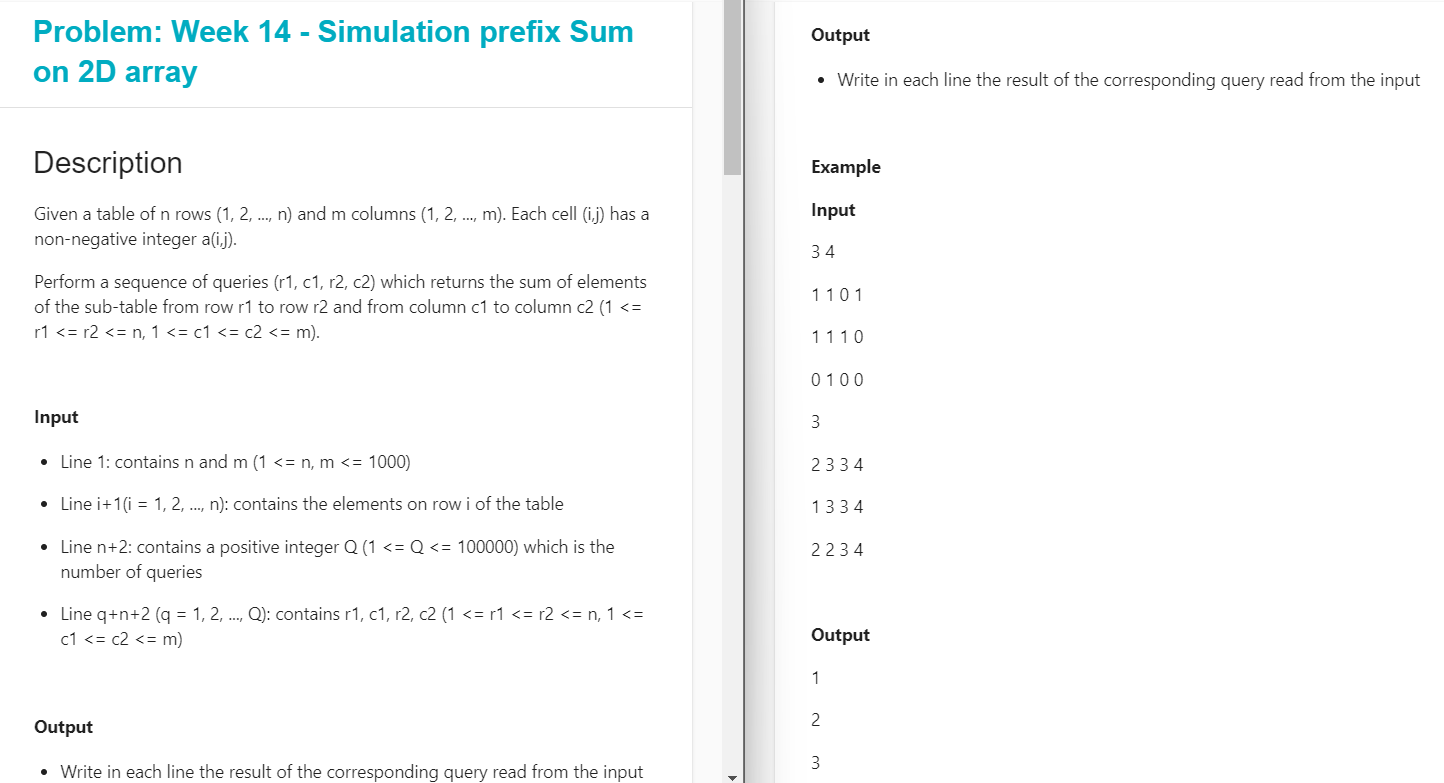 Problem: Week 14 - Simulation prefix Sum
on 2D array
Description
Given a table of n rows (1, 2, ..., n) and m columns (1, 2, ..., m). Each cell (i,j) has a
non-negative integer a(i,j).
Perform a sequence of queries (r1, c1, r2, c2) which returns the sum of elements
of the sub-table from row r1 to row r2 and from column c1 to column c2 (1 <=
r1 <= r2 <= n, 1 <= c1 <= c2 <= m).
Input
• Line 1: contains n and m (1 <= n, m <= 1000)
• Line i+1(i = 1, 2, ..., n): contains the elements on row i of the table
• Line n+2: contains a positive integer Q (1 <= Q <= 100000) which is the
number of queries
• Line q+n+2 (q = 1, 2, ..., Q): contains r1, c1, r2, c2 (1 <= r1 <= r2 <= n, 1 <=
c1 <= c2 <= m)
Output
• Write in each line the result of the corresponding query read from the input
Output
• Write in each line the result of the corresponding query read from the input
Example
Input
3 4
1 1 0 1
1 1 1 0
0 1 0 0
3
2 3 3 4
1 3 3 4
2 2 3 4
Output
1
2
3